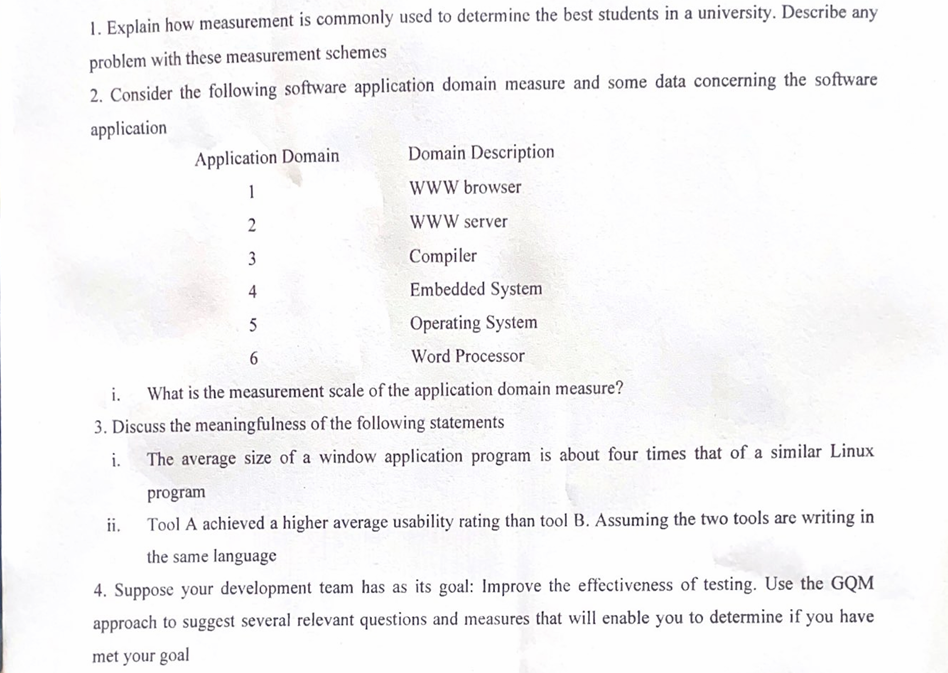 1. Explain how measurement is commonly used to determine the best students in a university. Describe any
problem with these measurement schemes
2. Consider the following software application domain measure and some data concerning the software
application
Application Domain Domain Description
1 WWW browser
2 WWW server
3 Compiler
4 Embedded System
5 Operating System
6 Word Processor
i. What is the measurement scale of the application domain measure?
3. Discuss the meaningfulness of the following statements
i. The average size of a window application program is about four times that of a similar Linux
program
ii. Tool A achieved a higher average usability rating than tool B. Assuming the two tools are writing in
the same language
4. Suppose your development team has as its goal: Improve the effectiveness of testing. Use the GQM
approach to suggest several relevant questions and measures that will enable you to determine if you have
met your goal